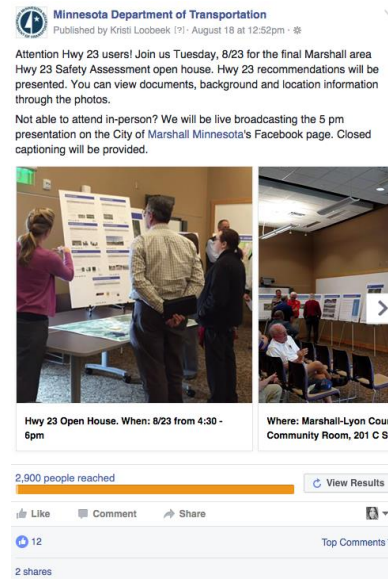 Minnesota Department of Transportation
Published by Kristi Loobeek [?] · August 18 at 12:52pm ·
Attention Hwy 23 users! Join us Tuesday, 8/23 for the final Marshall area
Hwy 23 Safety Assessment open house. Hwy 23 recommendations will be
presented. You can view documents, background and location information
through the photos.
Not able to attend in-person? We will be live broadcasting the 5 pm
presentation on the City of Marshall Minnesota's Facebook page. Closed
captioning will be provided.
Hwy 23 Open House. When: 8/23 from 4:30 -
6pm
Where: Marshall-Lyon Cou
Community Room, 201 C S
2,900 people reached
View Results
Like
Comment
Share
12
Top Comments
2 shares